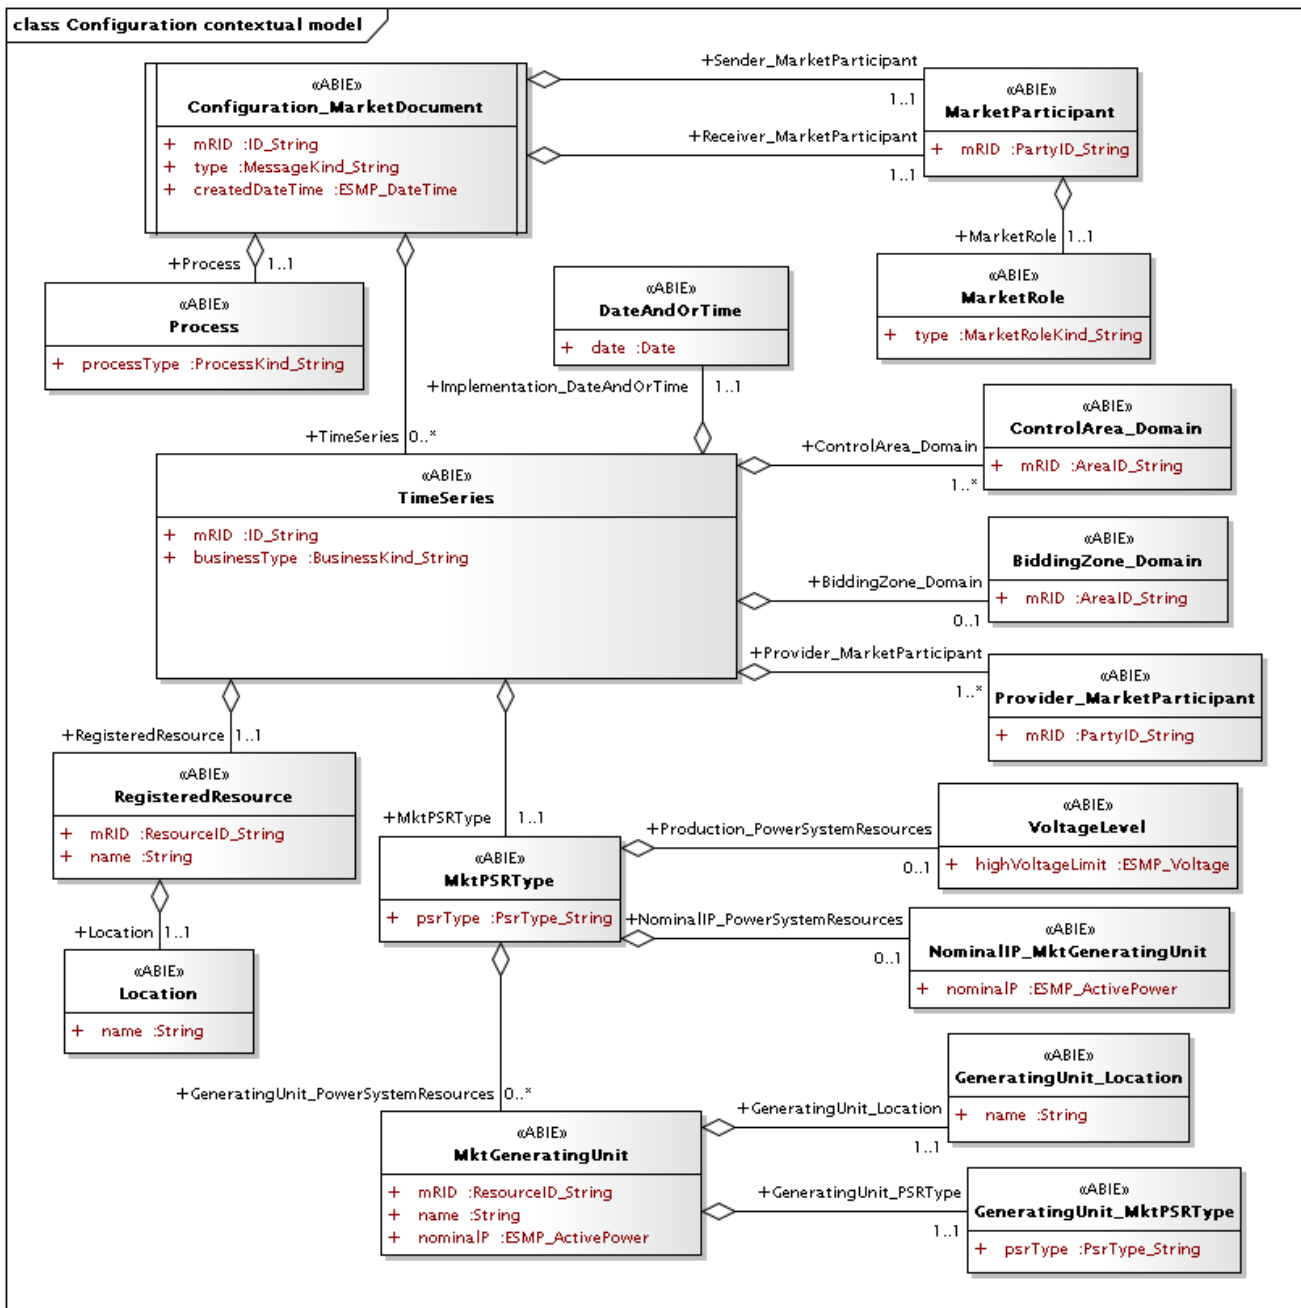 class Configuration contextual model
«ABIE»
Configuration_MarketDocument
+ mRID :ID_String
+ type :MessageKind_String
+ createdDateTime :ESMP_DateTime
+Sender_MarketParticipant
1..1
+Receiver_MarketParticipant
1..1
«ABIE»
MarketParticipant
+ mRID :PartyID_String
+MarketRole 1..1
«ABIE»
MarketRole
+ type :MarketRoleKind_String
+Process 1..1
«ABIE»
Process
+ processType :ProcessKind_String
«ABIE»
DateAndOrTime
+ date :Date
+Implementation_DateAndOrTime 1..1
+TimeSeries 0..*
«ABIE»
TimeSeries
+ mRID :ID_String
+ businessType :BusinessKind_String
+ControlArea_Domain
1..*
«ABIE»
ControlArea_Domain
+ mRID :AreaID_String
+BiddingZone_Domain
0..1
«ABIE»
BiddingZone_Domain
+ mRID :AreaID_String
+Provider_MarketParticipant
1..*
«ABIE»
Provider_MarketParticipant
+ mRID :PartyID_String
+RegisteredResource 1..1
«ABIE»
RegisteredResource
+ mRID :ResourceID_String
+ name :String
+Location 1..1
«ABIE»
Location
+ name :String
+MktPSRType 1..1
«ABIE»
MktPSRType
+ psrType :PsrType_String
+Production_PowerSystemResources
0..1
«ABIE»
VoltageLevel
+ highVoltageLimit :ESMP_Voltage
+NominalIP_PowerSystemResources
0..1
«ABIE»
NominalIP_MktGeneratingUnit
+ nominalP :ESMP_ActivePower
+GeneratingUnit_PowerSystemResources 0..*
«ABIE»
MktGeneratingUnit
+ mRID :ResourceID_String
+ name :String
+ nominalP :ESMP_ActivePower
+GeneratingUnit_Location
1..1
«ABIE»
GeneratingUnit_Location
+ name :String
+GeneratingUnit_PSRType
1..1
«ABIE»
GeneratingUnit_MktPSRType
+ psrType :PsrType_String